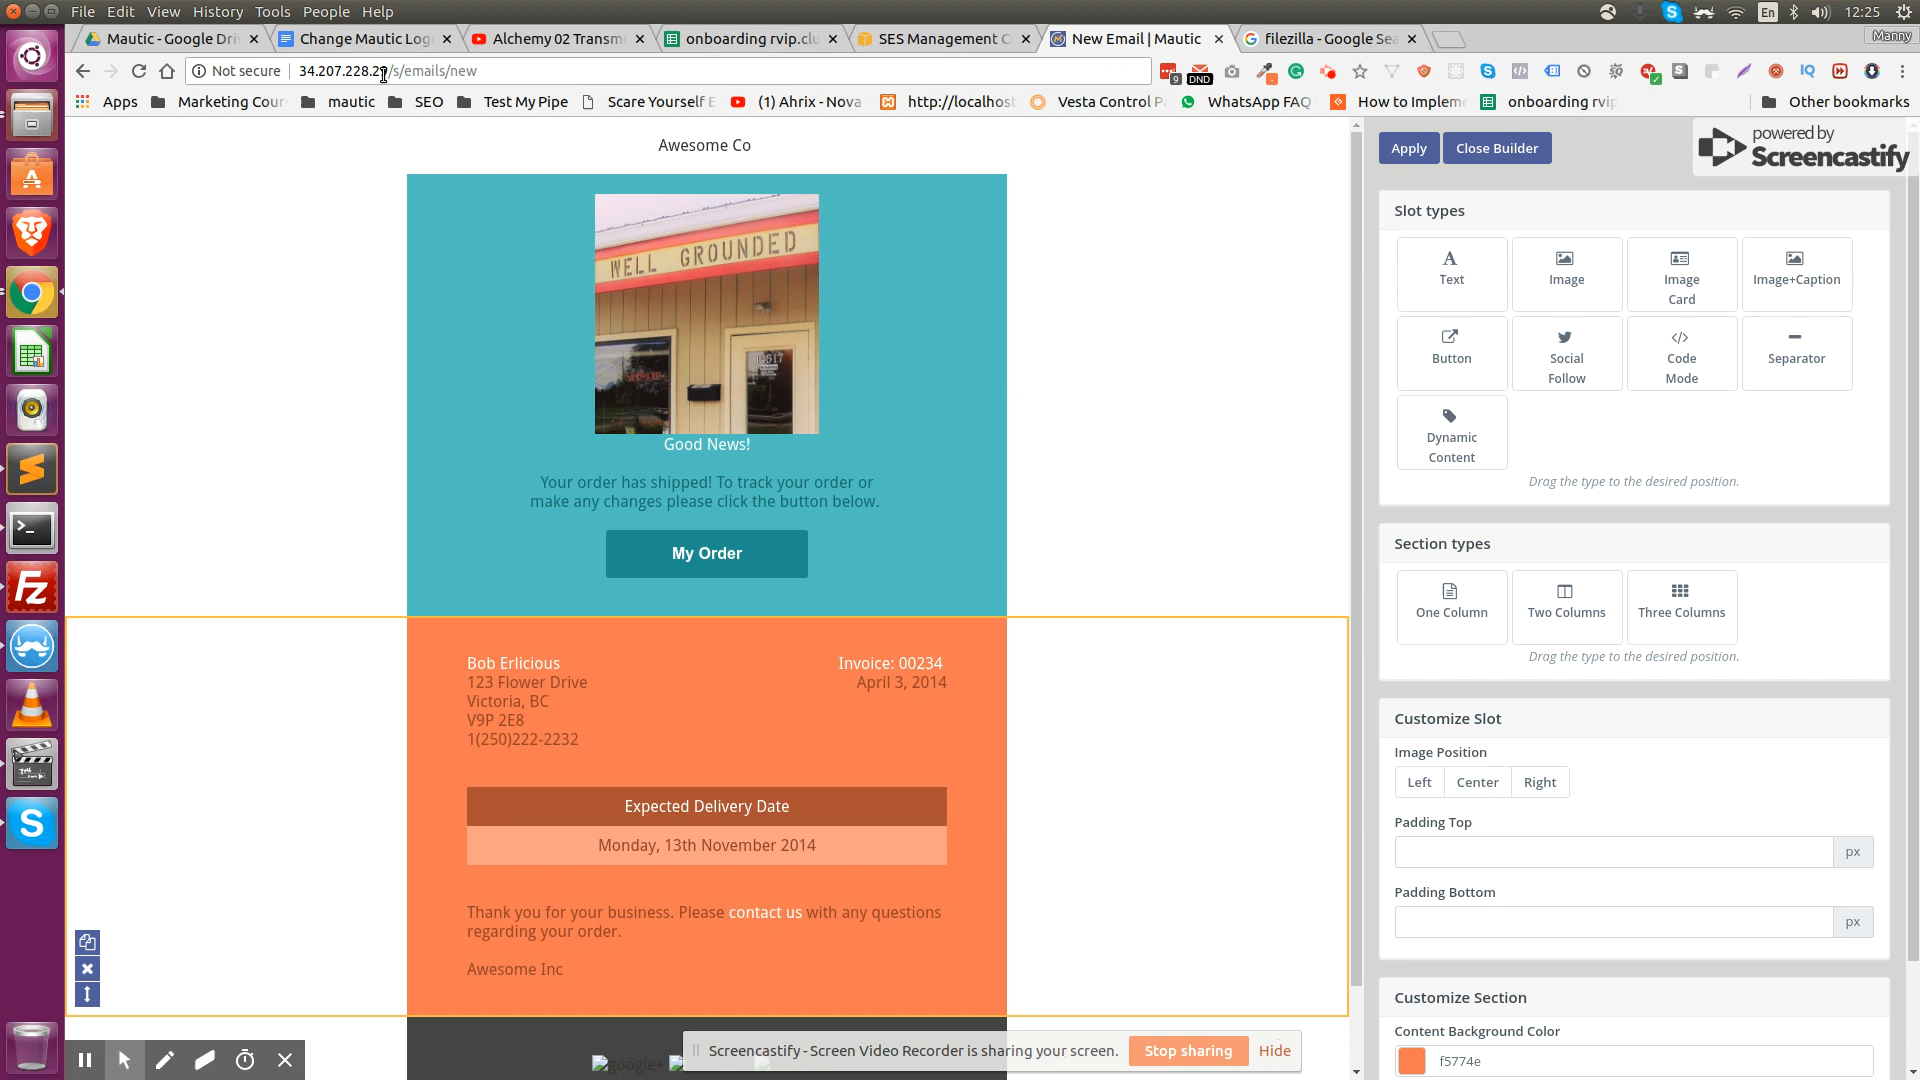 File Edit View History Tools People Help
En 12:25
Mautic - Google Dri
Change Mautic Log
Alchemy 02 Transm
onboarding rvip.clu
SES Management C
New Email | Mautic
filezilla - Google Sea
Manny
Not secure 34.207.228.2 /s/emails/new
9 DND
Apps Marketing Cour mautic SEO Test My Pipe Scare Yourself E (1) Ahrix - Nova http://localhost Vesta Control P WhatsApp FAQ How to Impleme onboarding rvip Other bookmarks
Awesome Co
WELL GROUNDED
Good News!
Your order has shipped! To track your order or
make any changes please click the button below.
My Order
Bob Erlicious
123 Flower Drive
Victoria, BC
V9P 2E8
1(250)222-2232
Invoice: 00234
April 3, 2014
Expected Delivery Date
Monday, 13th November 2014
Thank you for your business. Please contact us with any questions
regarding your order.
Awesome Inc
google+
Apply Close Builder
powered by
Screencastify
Slot types
Text
Image
Image
Card
Image+Caption
Button
Social
Follow
Code
Mode
Separator
Dynamic
Content
Drag the type to the desired position.
Section types
One Column
Two Columns
Three Columns
Drag the type to the desired position.
Customize Slot
Image Position
Left Center Right
Padding Top
px
Padding Bottom
px
Customize Section
Content Background Color
f5774e
Screencastify - Screen Video Recorder is sharing your screen. Stop sharing Hide